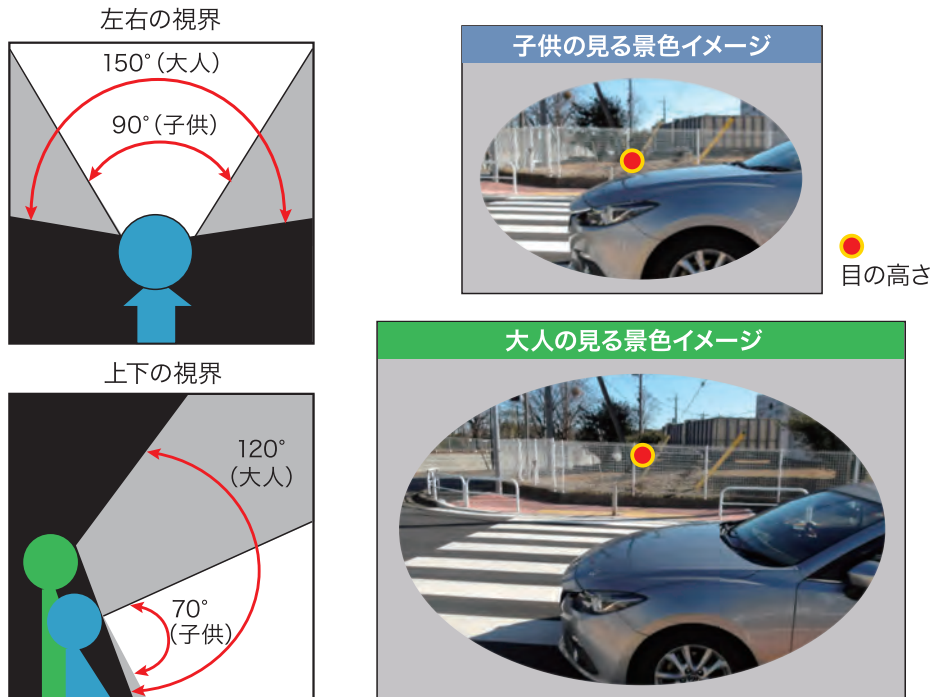 左右の視界
150°(大人)
90°(子供)
子供の見る景色イメージ
目の高さ
大人の見る景色イメージ
上下の視界
120°
(大人)
70°
(子供)